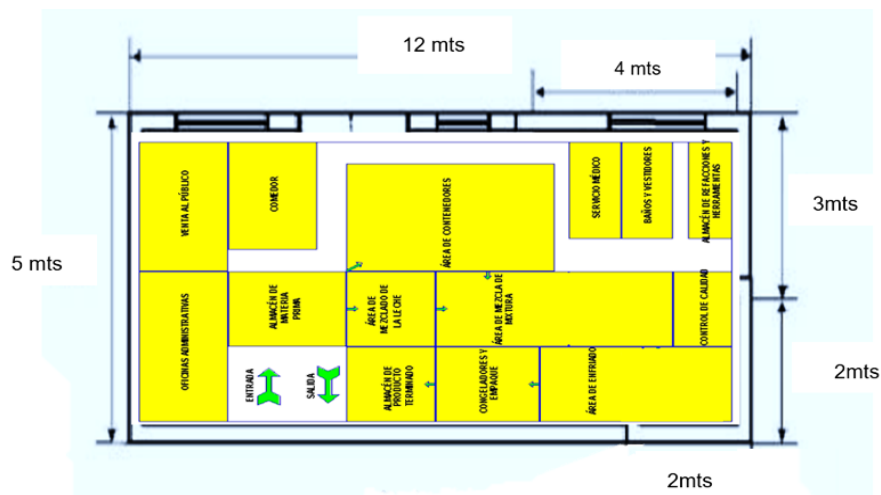 12 mts
4 mts
5 mts
3mts
2mts
2mts
VENTA AL PÚBLICO
COMEDOR
ÁREA DE CONTENEDORES
SERVICIO MÉDICO
BAÑOS Y VESTIDORES
ALMACÉN DE REFACCIONES Y
HERRAMIENTAS
OFICINAS ADMINISTRATIVAS
ALMACÉN DE
MATERIA
PRIMA
ÁREA DE
MEZCLADO DE
LA LECHE
ÁREA DE MEZCLA DE
MIXTURA
CONTROL DE CALIDAD
ENTRADA
SALIDA
ALMACÉN DE
PRODUCTO
TERMINADO
CONGELADORES Y
EMPAQUE
ÁREA DE ENFRIADO